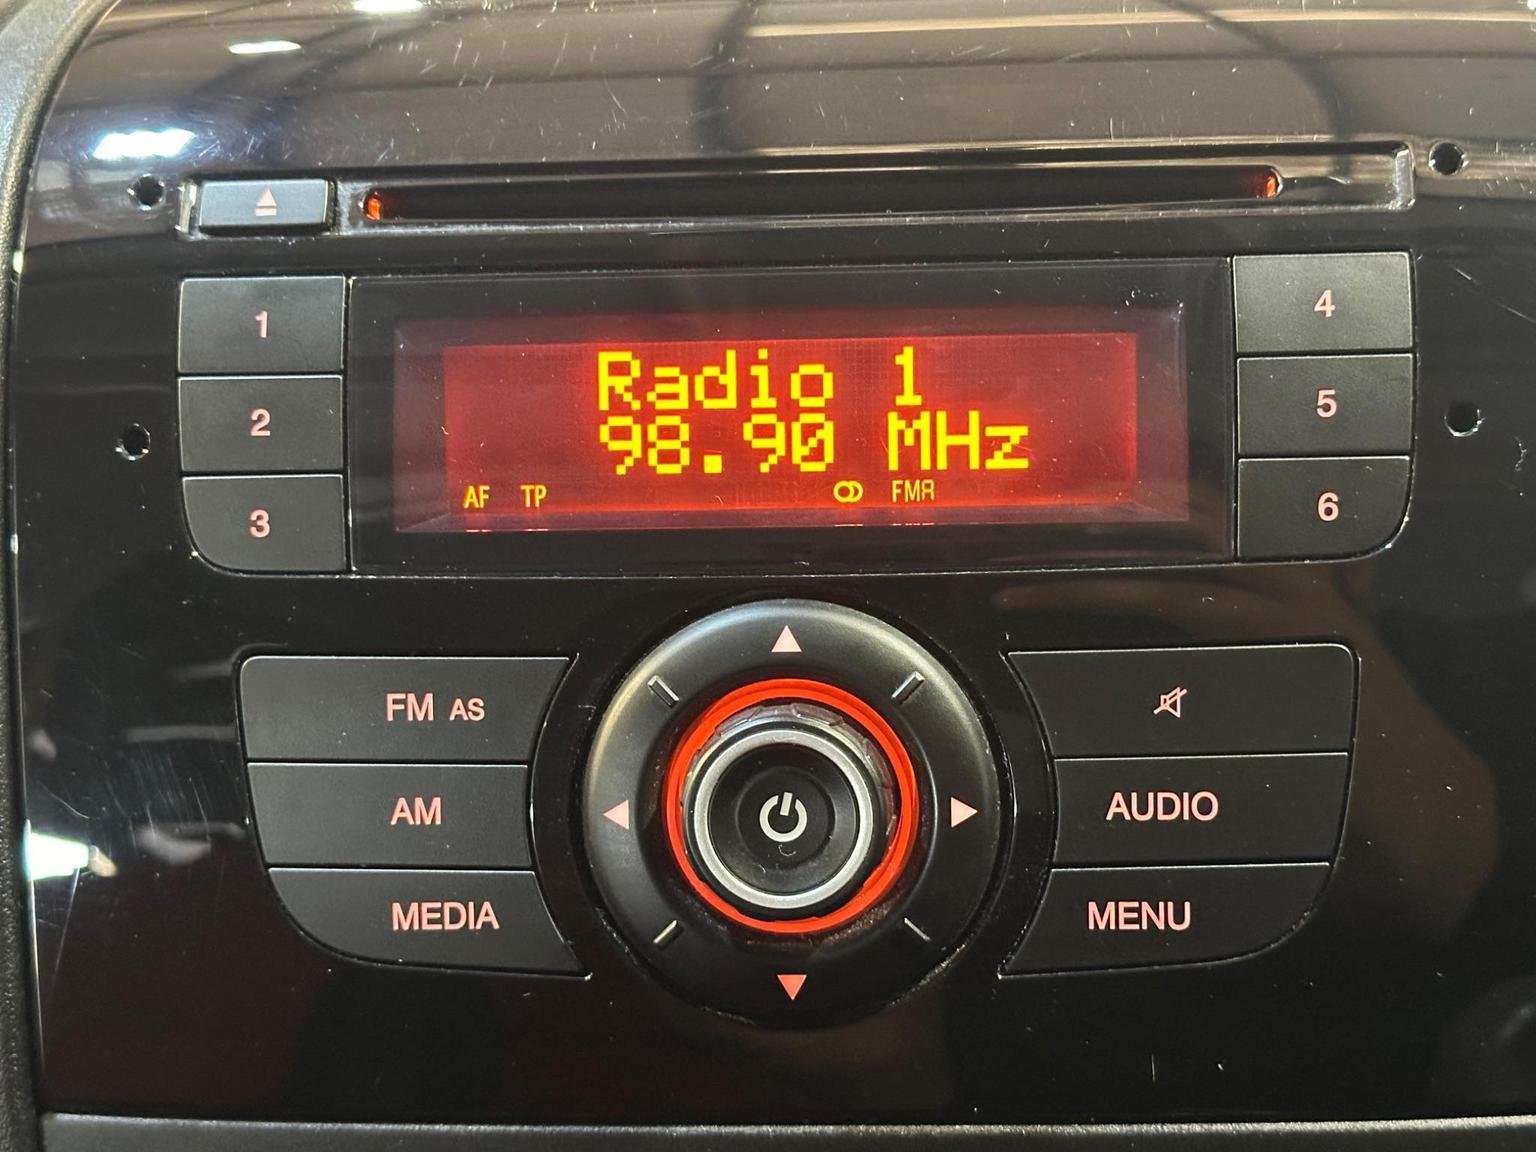 1
2
3
4
5
6
Radio 1
98.90 MHz
AF TP FMA
FM AS
AM
MEDIA
AUDIO
MENU